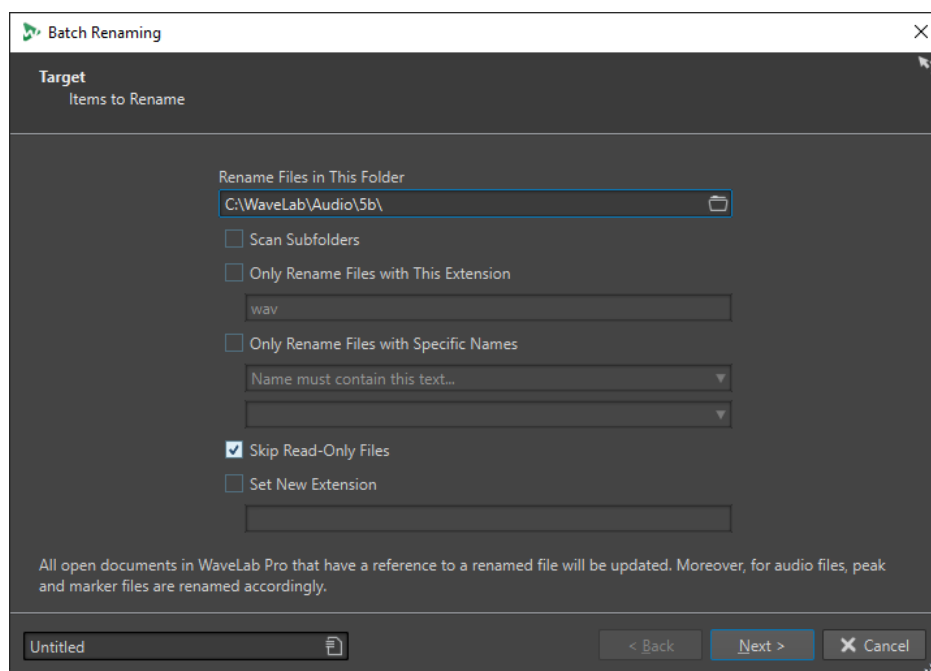 Batch Renaming
Target
Items to Rename
Rename Files in This Folder
C:\WaveLab\Audio\5b\
Scan Subfolders
Only Rename Files with This Extension
wav
Only Rename Files with Specific Names
Name must contain this text...
Skip Read-Only Files
Set New Extension
All open documents in WaveLab Pro that have a reference to a renamed file will be updated. Moreover, for audio files, peak
and marker files are renamed accordingly.
Untitled
< Back
Next >
Cancel